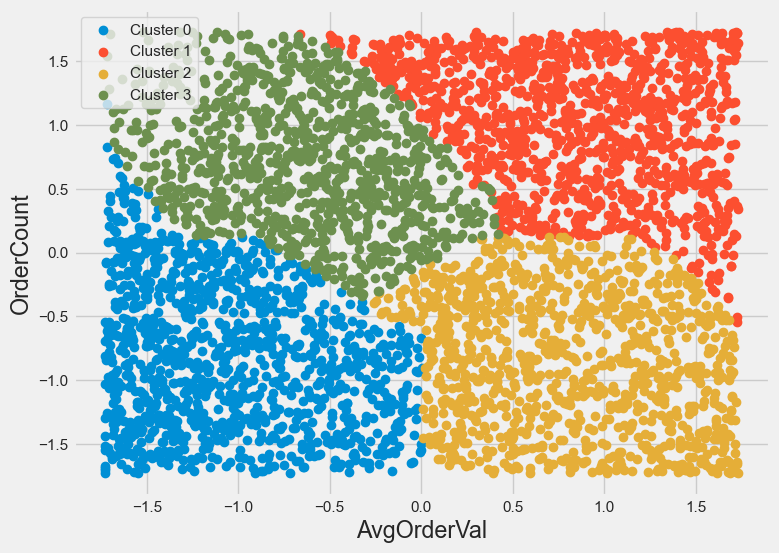 Cluster 0
Cluster 1
Cluster 2
Cluster 3
1.5
1.0
0.5
0.0
−0.5
−1.0
−1.5
OrderCount
−1.5 −1.0 −0.5 0.0 0.5 1.0 1.5
AvgOrderVal